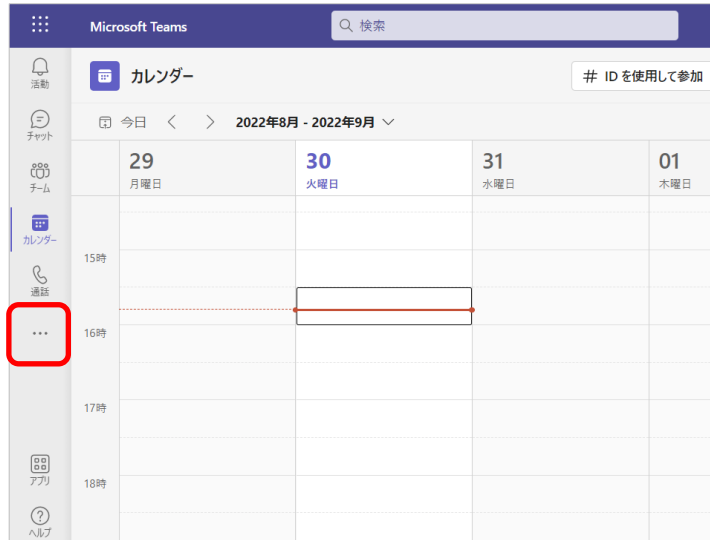 Microsoft Teams
検索
活動
カレンダー
# ID を使用して参加
チャット
今日
2022年8月 - 2022年9月
チーム
29
30
31
01
月曜日
火曜日
水曜日
木曜日
カレンダー
15時
通話
...
16時
17時
アプリ
18時
ヘルプ